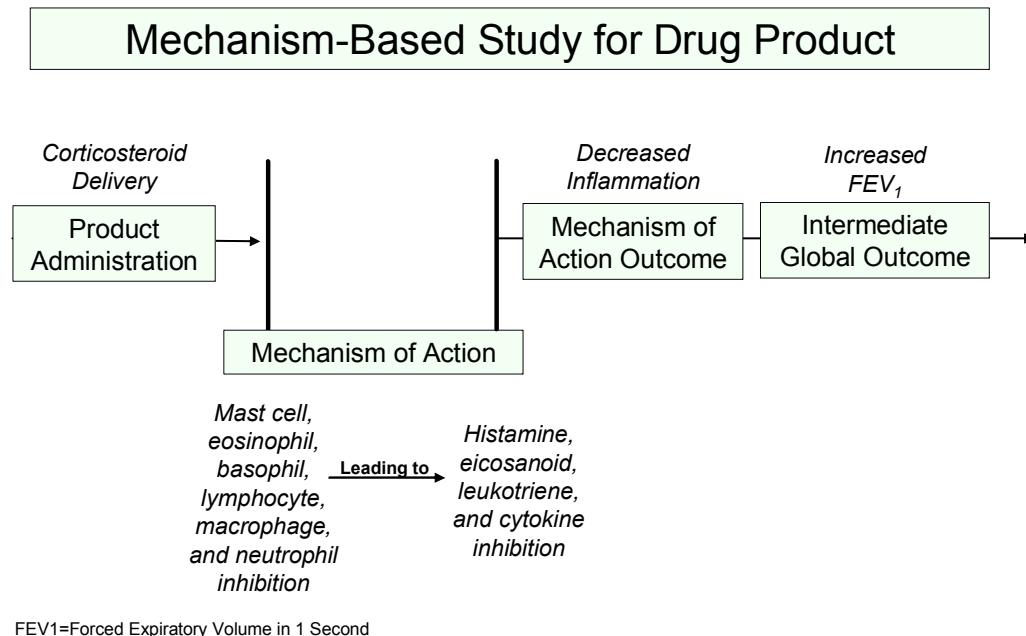 Mechanism-Based Study for Drug Product
Corticosteroid
Delivery
Product
Administration
Decreased
Inflammation
Mechanism of
Action Outcome
Increased
FEV₁
Intermediate
Global Outcome
Mechanism of Action
Mast cell,
eosinophil,
basophil,
lymphocyte,
macrophage,
and neutrophil
inhibition
Leading to
Histamine,
eicosanoid,
leukotriene,
and cytokine
inhibition
FEV1=Forced Expiratory Volume in 1 Second